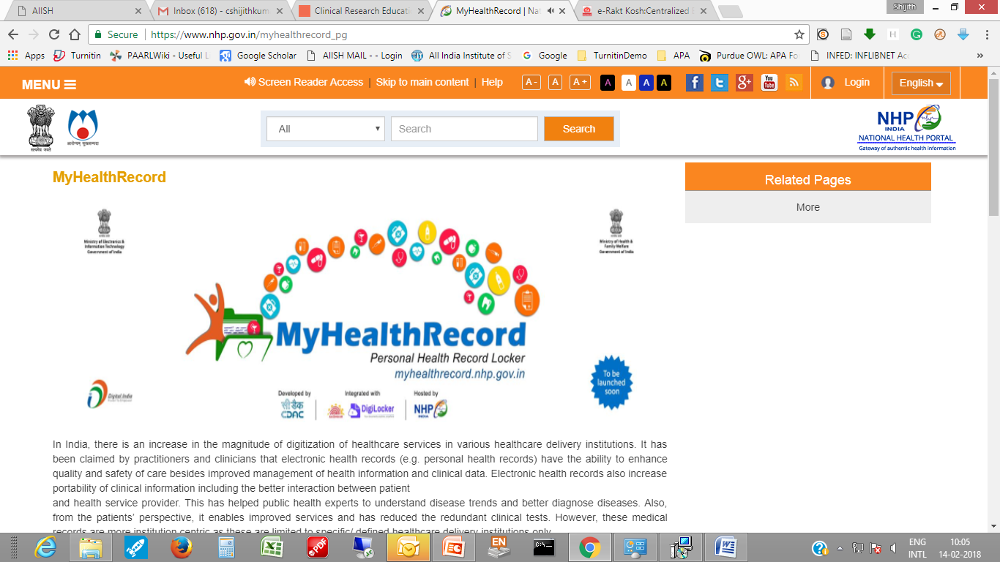 AIISH
Inbox (618) - cshijithkum
Clinical Research Educati
MyHealthRecord | Nat
e-Rakt Kosh:Centralized
Shijith
Secure
https://www.nhp.gov.in/myhealthrecord_pg
Apps
Turnitin
PAARLWiki - Useful L
Google Scholar
AIISH MAIL - - Login
All India Institute of S
Google
TurnitinDemo
APA
Purdue OWL: APA Fo
INFED: INFLIBNET Acc
»
MENU
Screen Reader Access | Skip to main content | Help
A - A A + A A A A
You Tube
Login
English
सत्यमेव जयते
आरोग्यम् सुखसम्पदा
All
Search
Search
NHP
INDIA
NATIONAL HEALTH PORTAL
Gateway of authentic health information
MyHealthRecord
Related Pages
More
Ministry of Electronics &
Information Technology
Government of India
Ministry of Health &
Family Welfare
Government of India
MyHealthRecord
Personal Health Record Locker
myhealthrecord.nhp.gov.in
To be
launched
soon
Digital India
Developed by
Integrated with
Hosted by
सी डैक
CDAC
AADHAAR
DigiLocker
NHP
INDIA
In India, there is an increase in the magnitude of digitization of healthcare services in various healthcare delivery institutions. It has
been claimed by practitioners and clinicians that electronic health records (e.g. personal health records) have the ability to enhance
quality and safety of care besides improved management of health information and clinical data. Electronic health records also increase
portability of clinical information including the better interaction between patient
and health service provider. This has helped public health experts to understand disease trends and better diagnose diseases. Also,
from the patients' perspective, it enables improved services and has reduced the redundant clinical tests. However, these medical
records are more institution centric as these are limited to specific/ defined healthcare delivery institutions only
EN
ENG
INTL
10:05
14-02-2018